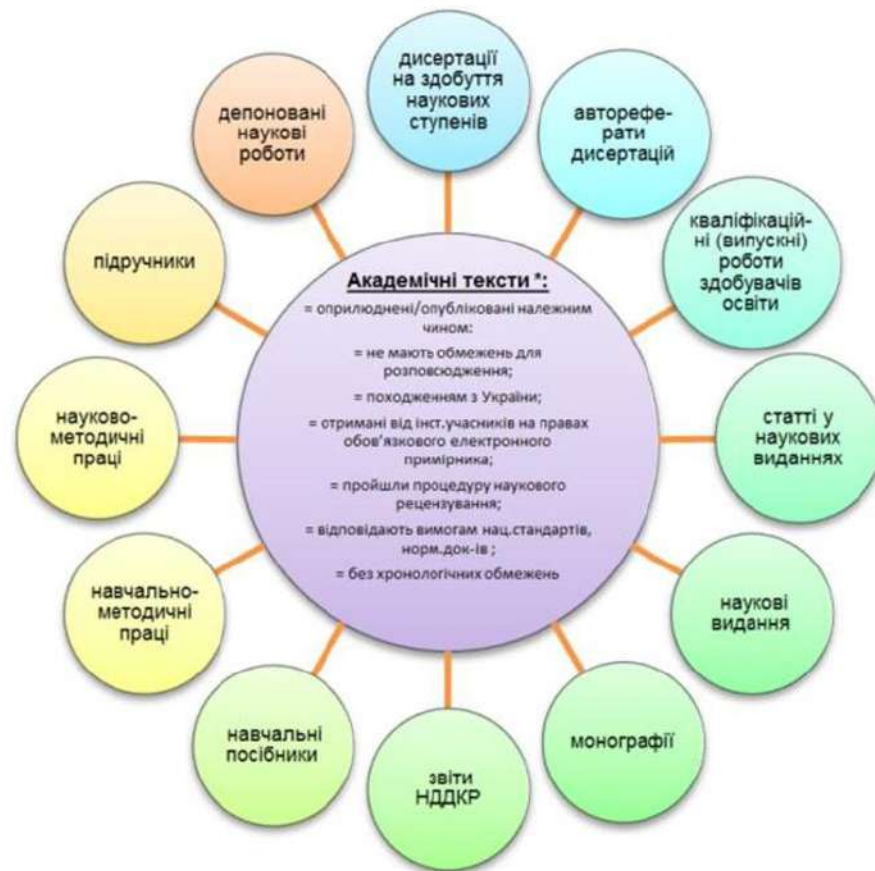 дисертації
на здобуття
наукових
ступенів
авторефе-
рати
дисертацій
кваліфікацій-
ні (випускні)
роботи
здобувачів
освіти
статті у
наукових
виданнях
наукові
видання
монографії
звіти
НДДКР
навчальні
посібники
навчально-
методичні
праці
науково-
методичні
праці
підручники
депоновані
наукові
роботи
Академічні тексти *:
= оприлюднені/опубліковані належним
чином:
= не мають обмежень для
розповсюдження;
= походженням з України;
= отримані від інст.учасників на правах
обов’язкового електронного
примірника;
= пройшли процедуру наукового
рецензування;
= відповідають вимогам нац.стандартів,
норм.док-ів ;
= без хронологічних обмежень